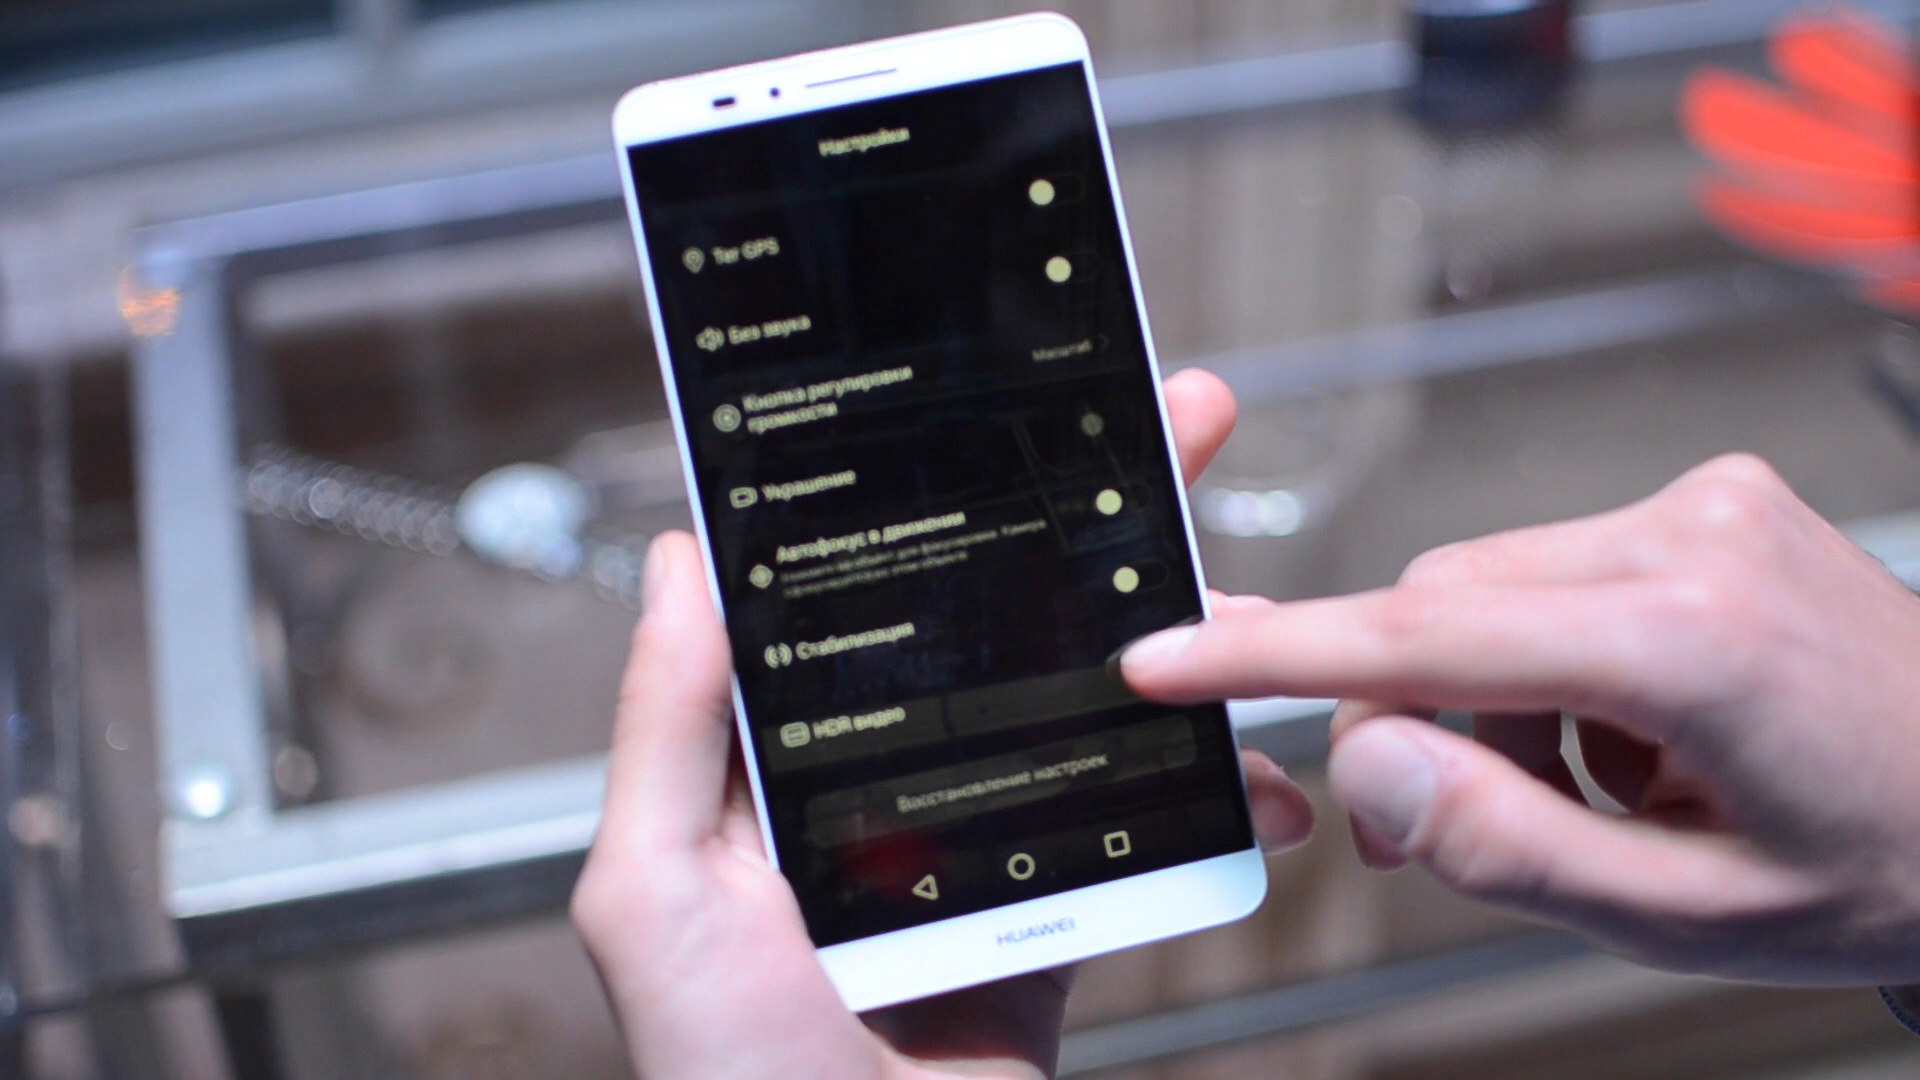 Настройки
Тег GPS
Без звука
Масштаб
Кнопка регулировки
громкости
Украшение
Автофокус в движении
Стабилизация
HDR видео
Восстановление настроек
HUAWEI